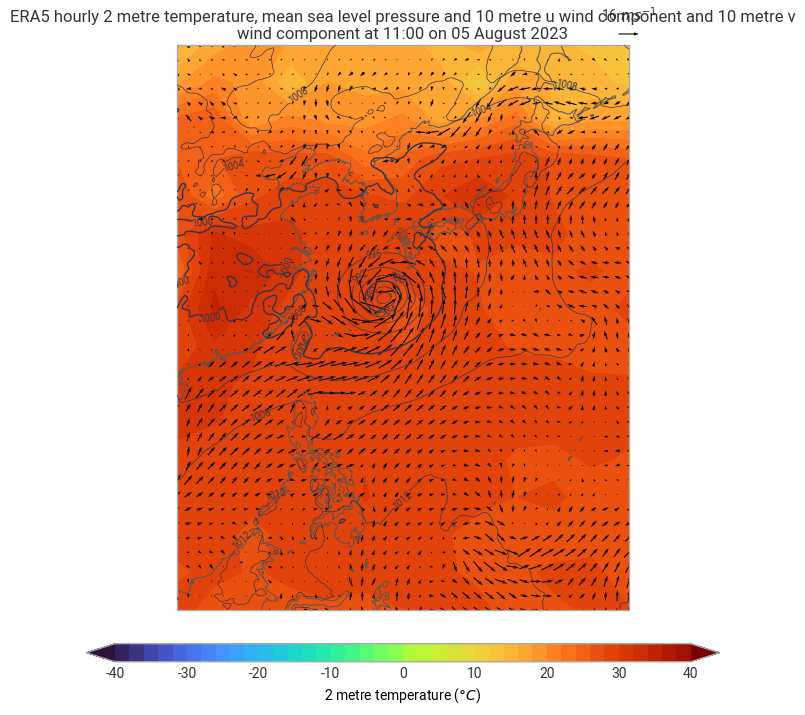 ERA5 hourly 2 metre temperature, mean sea level pressure and 10 metre u wind component and 10 metre v
wind component at 11:00 on 05 August 2023
16 ms⁻¹
1008
1008
1004
1004
1000
996
1000
1008
1012
1012
1012
-40 -30 -20 -10 0 10 20 30 40
2 metre temperature (°C)